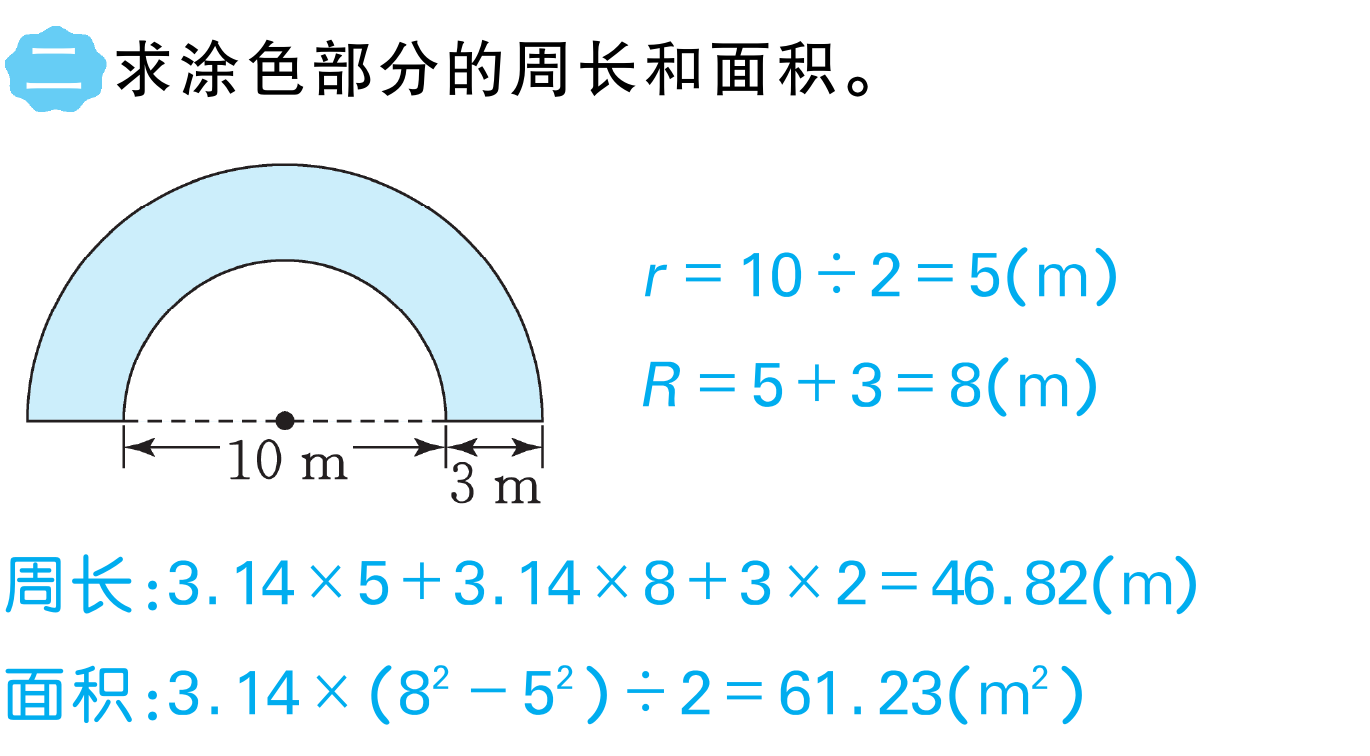 二 求涂色部分的周长和面积。
r=10÷2=5(m)
R=5+3=8(m)
10 m
3 m
周长:3.14×5+3.14×8+3×2=46.82(m)
面积:3.14×(8²-5²)÷2=61.23(m²)